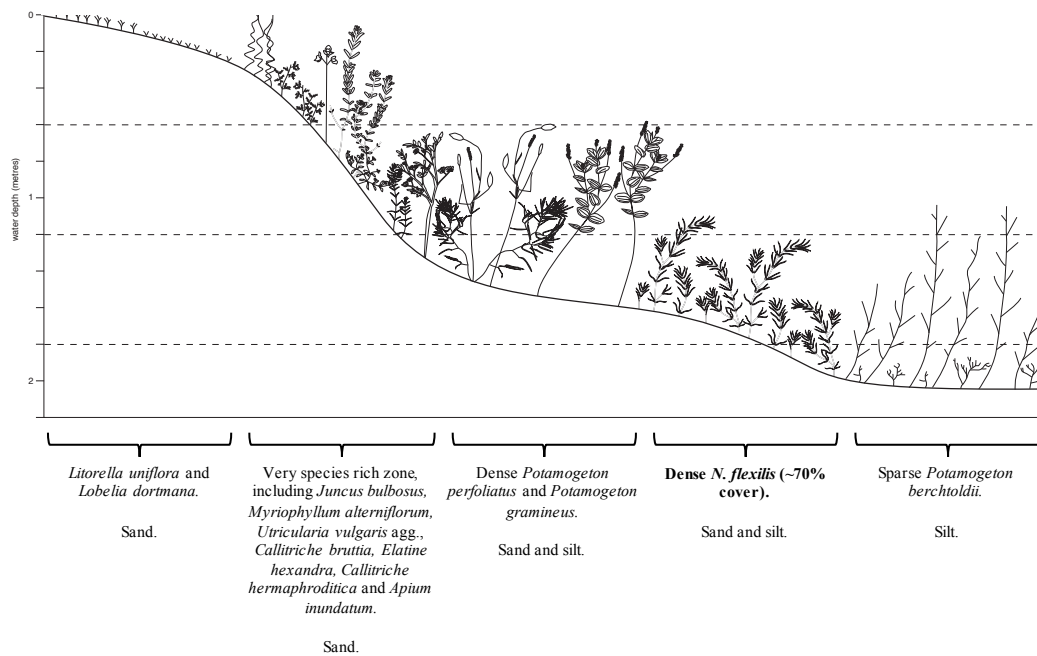 0
1
2
water depth (metres)
Litorella uniflora and
Lobelia dortmana.
Sand.
Very species rich zone,
including Juncus bulbosus,
Myriophyllum alterniflorum,
Utricularia vulgaris agg.,
Callitriche bruttia, Elatine
hexandra, Callitriche
hermaphroditica and Apium
inundatum.
Sand.
Dense Potamogeton
perfoliatus and Potamogeton
gramineus.
Sand and silt.
Dense N. flexilis (~70%
cover).
Sand and silt.
Sparse Potamogeton
berchtoldii.
Silt.